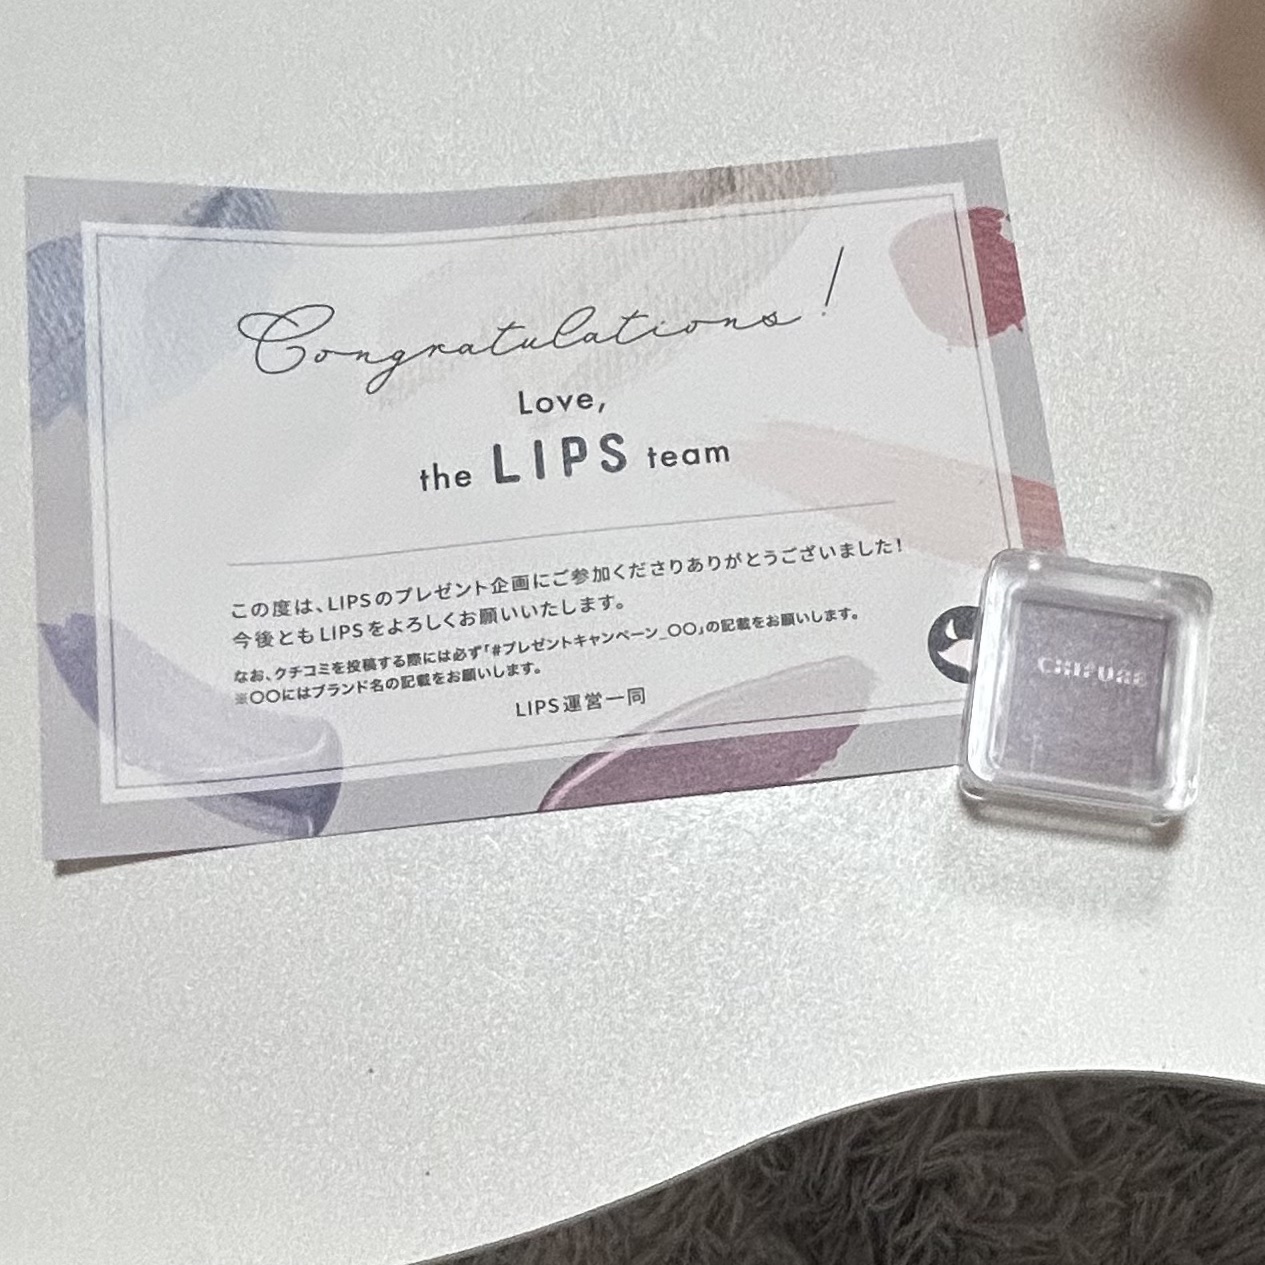 Congratulations!
Love,
the LIPS team
この度は、LIPSのプレゼント企画にご参加くださりありがとうございました!
今後ともLIPSをよろしくお願いいたします。
なお、クチコミを投稿する際には必ず「#プレゼントキャンペーン_〇〇」の記載をお願いします。
※〇〇にはブランド名の記載をお願いします。
LIPS運営一同